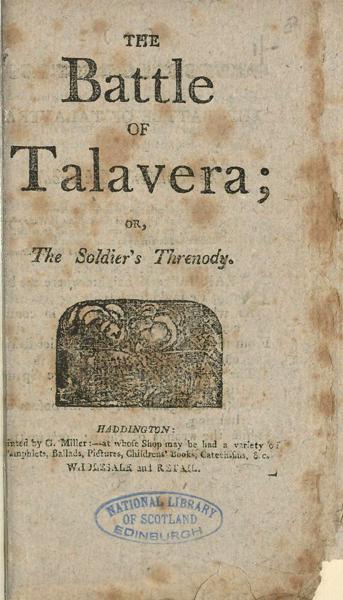 THE
Battle
OF
Talavera;
OR,
The Soldier's Threnody.
HADDINGTON:
inted by G. Miller:—at whose Shop may be had a variety of
amphlets, Ballads, Pictures, Childrens' Books, Catechisms, &c.
WHOLESALE and RETAIL.
NATIONAL LIBRARY
OF SCOTLAND
EDINBURGH